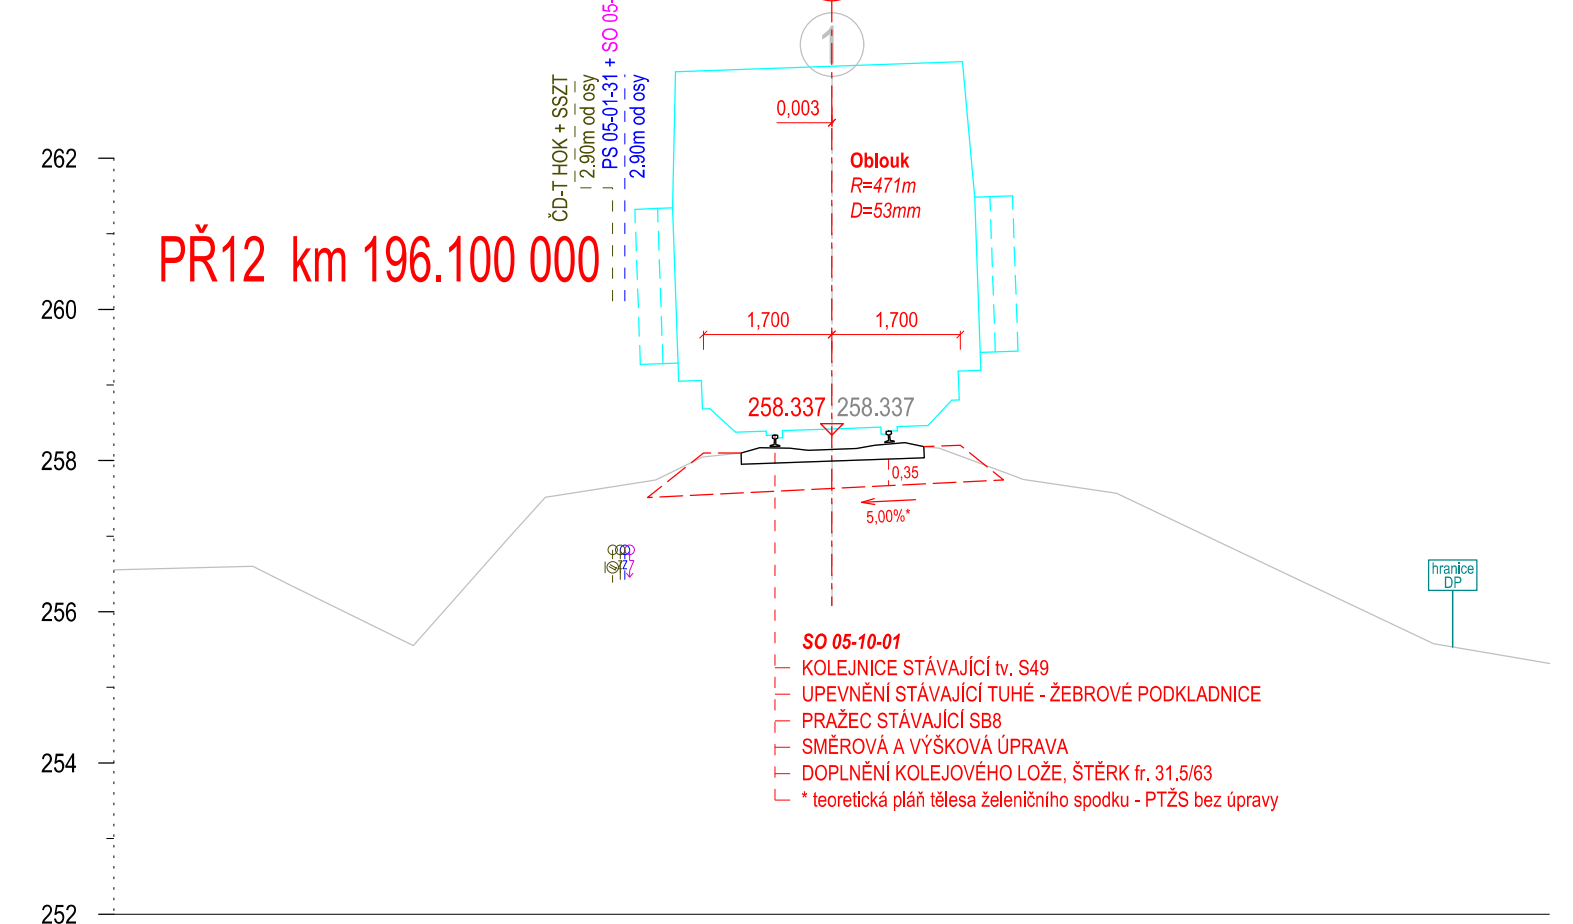 1
ČD-T HOK + SSZT
2.90m od osy
PS 05-01-31 + SO 05-
2.90m od osy
0,003
262
Oblouk
R=471m
D=53mm
PŘ12 km 196.100 000
260
1,700 1,700
258.337 258.337
258
0,35
5,00%*
hranice
DP
256
SO 05-10-01
KOLEJNICE STÁVAJÍCÍ tv. S49
UPEVNĚNÍ STÁVAJÍCÍ TUHÉ - ŽEBROVÉ PODKLADNICE
PRAŽEC STÁVAJÍCÍ SB8
SMĚROVÁ A VÝŠKOVÁ ÚPRAVA
254
DOPLNĚNÍ KOLEJOVÉHO LOŽE, ŠTĚRK fr. 31.5/63
* teoretická pláň tělesa želeničního spodku - PTŽS bez úpravy
252